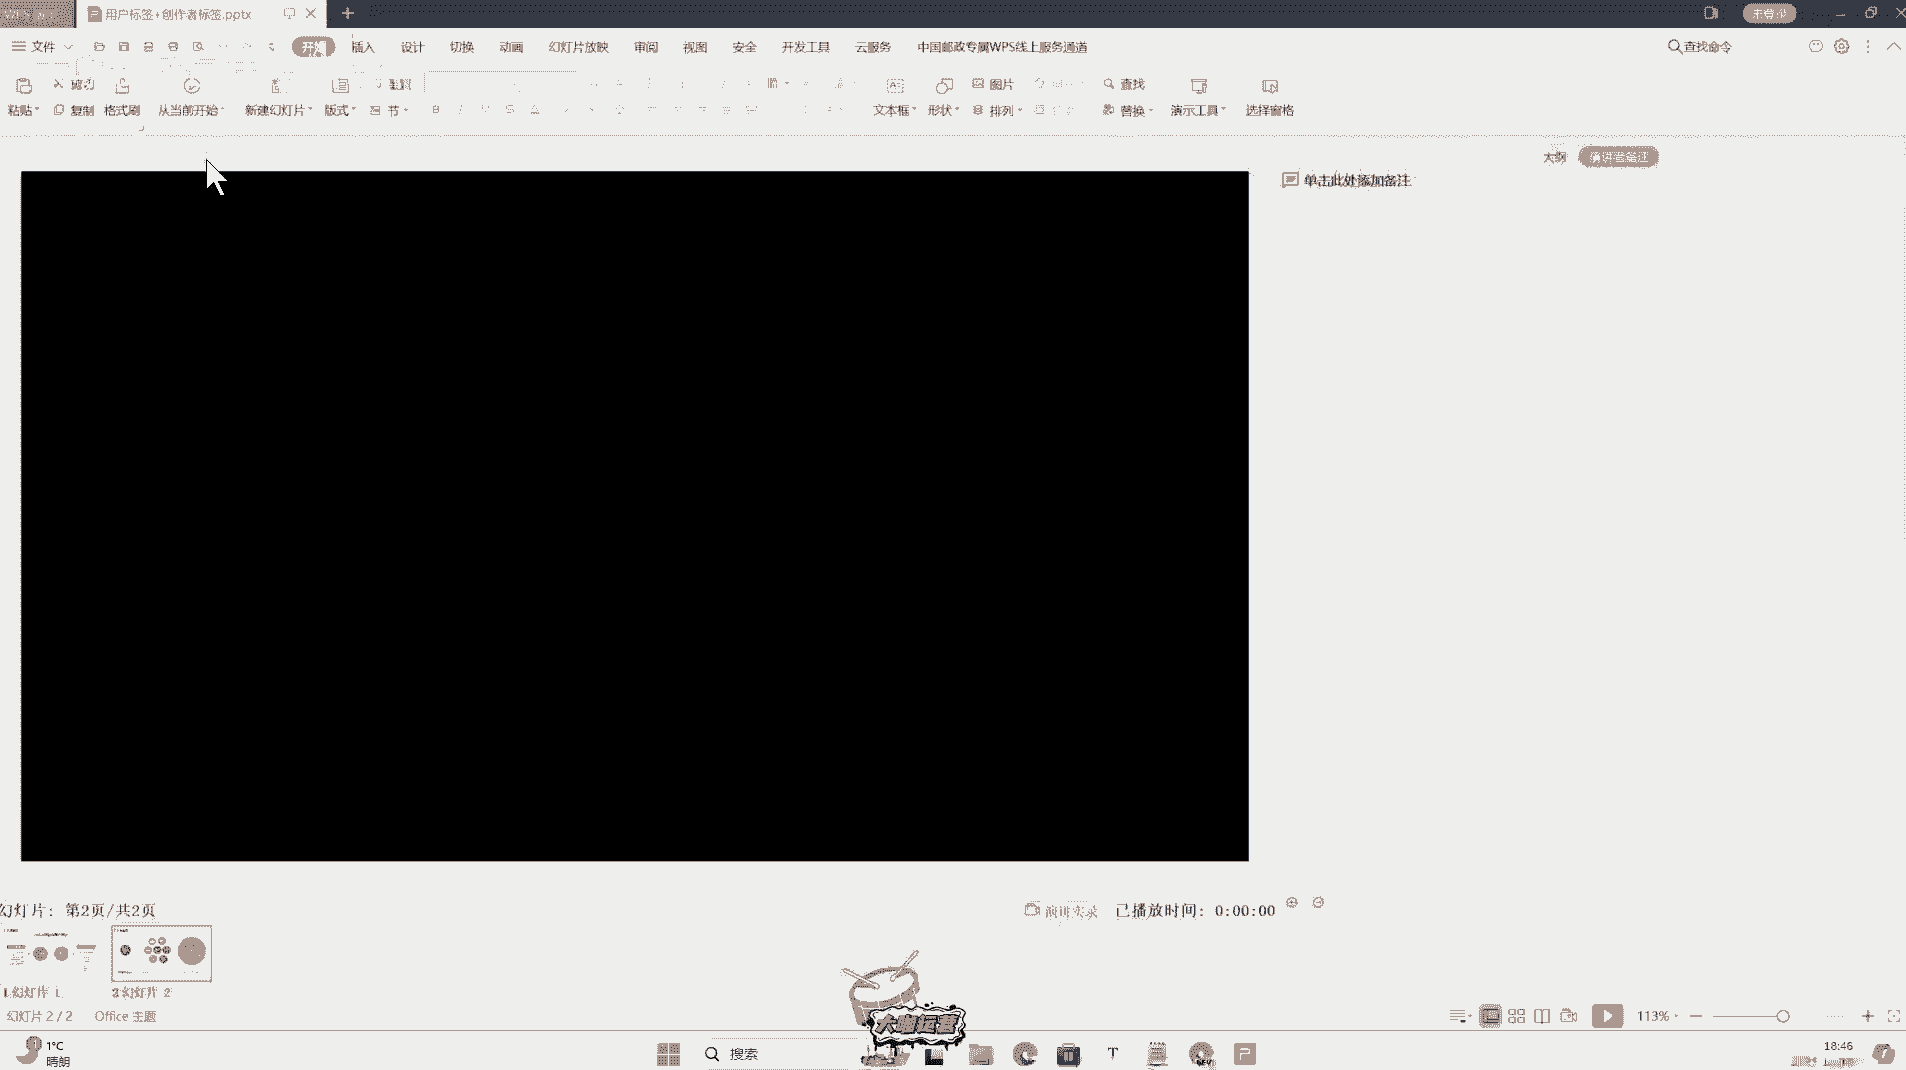 用户标签+创作者标签.pptx
未登录
文件
开始
插入
设计
切换
动画
幻灯片放映
审阅
视图
安全
开发工具
云服务
中国邮政专属WPS线上服务通道
查找命令
剪切
重置
图片
查找
粘贴
复制
格式刷
从当前开始
新建幻灯片
版式
节
文本框
形状
排列
替换
演示工具
选择窗格
大纲
演讲者备注
单击此处添加备注
幻灯片: 第2页/共2页
演讲实录
已播放时间: 0:00:00
1.幻灯片 1
2.幻灯片 2
幻灯片 2 / 2
Office 主题
113%
大咖运营
1°C
晴朗
搜索
18:46